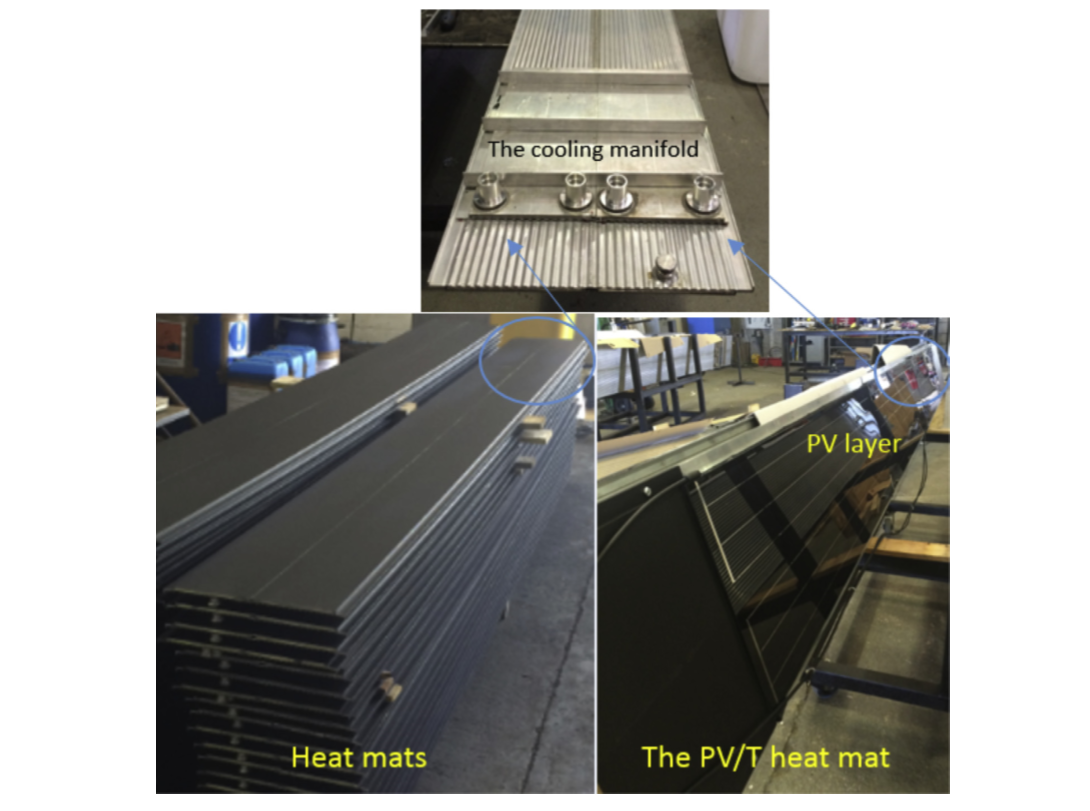 The cooling manifold
PV layer
Heat mats
The PV/T heat mat